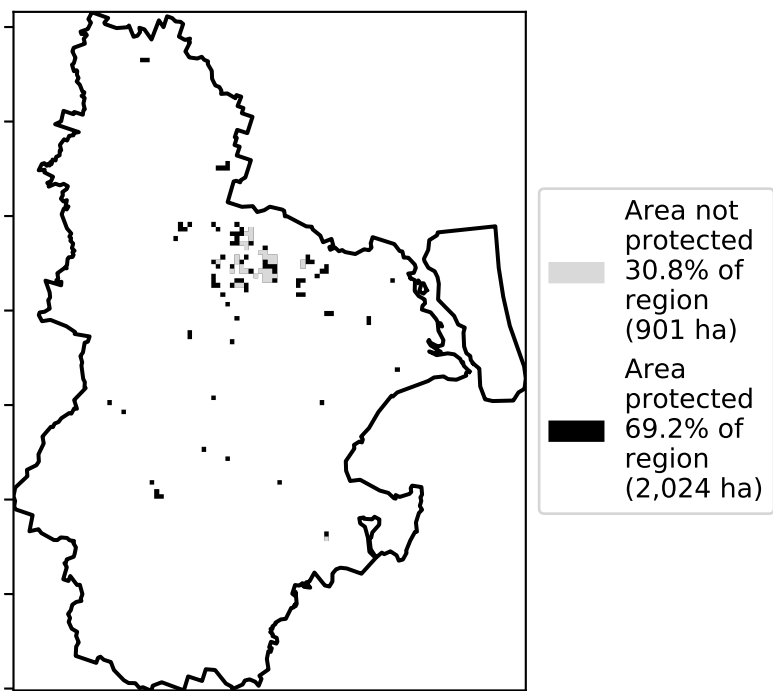 Area not
protected
30.8% of
region
(901 ha)
Area
protected
69.2% of
region
(2,024 ha)